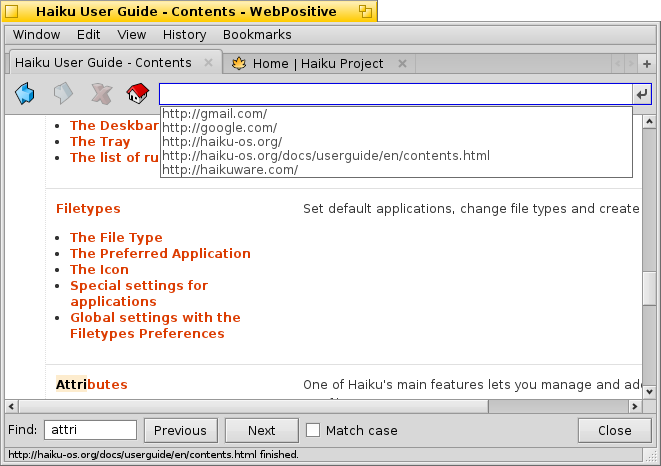 Haiku User Guide - Contents - WebPositive
Window Edit View History Bookmarks
Haiku User Guide - Contents Home | Haiku Project
http://gmail.com/
http://google.com/
http://haiku-os.org/
http://haiku-os.org/docs/userguide/en/contents.html
http://haikuware.com/
The Deskbar
The Tray
The list of ru
Filetypes Set default applications, change file types and create
The File Type
The Preferred Application
The Icon
Special settings for
applications
Global settings with the
Filetypes Preferences
Attributes One of Haiku's main features lets you manage and add
Find: attri Previous Next Match case Close
http://haiku-os.org/docs/userguide/en/contents.html finished.